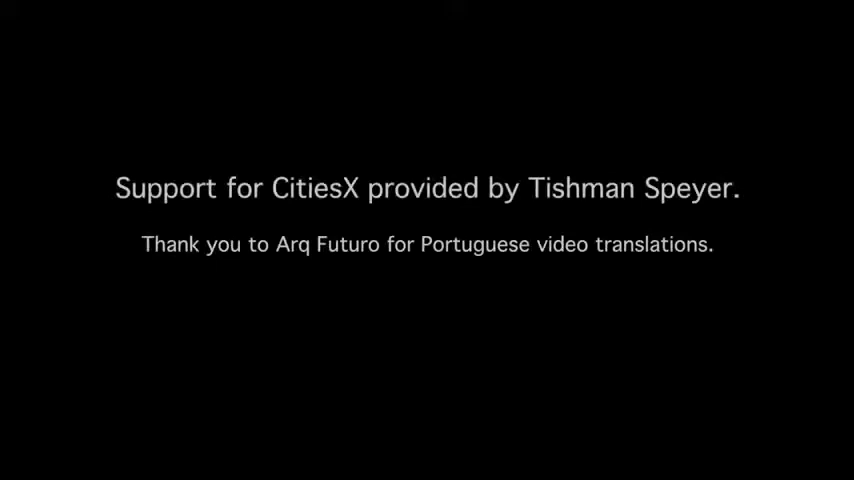 Support for CitiesX provided by Tishman Speyer.
Thank you to Arq Futuro for Portuguese video translations.